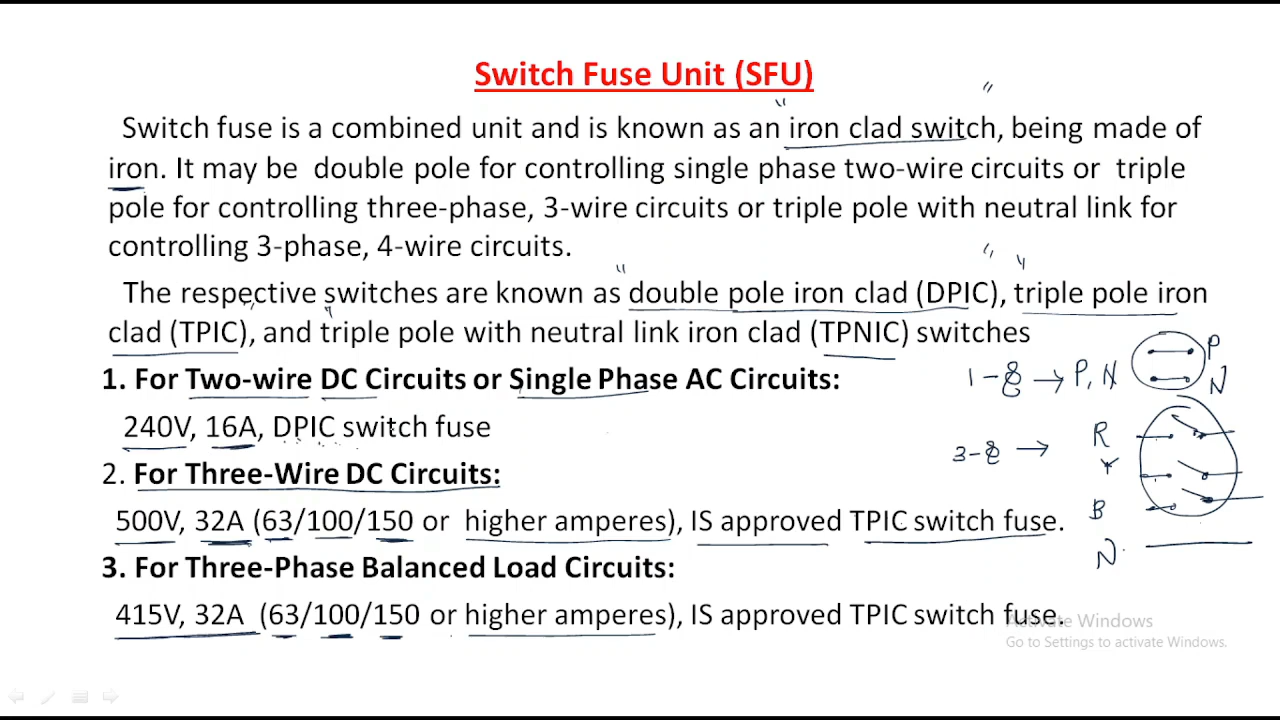 Switch Fuse Unit (SFU)
Switch fuse is a combined unit and is known as an iron clad switch, being made of
iron. It may be double pole for controlling single phase two-wire circuits or triple
pole for controlling three-phase, 3-wire circuits or triple pole with neutral link for
controlling 3-phase, 4-wire circuits.
The respective switches are known as double pole iron clad (DPIC), triple pole iron
clad (TPIC), and triple pole with neutral link iron clad (TPNIC) switches
1. For Two-wire DC Circuits or Single Phase AC Circuits:
240V, 16A, DPIC switch fuse
2. For Three-Wire DC Circuits:
500V, 32A (63/100/150 or higher amperes), IS approved TPIC switch fuse.
3. For Three-Phase Balanced Load Circuits:
415V, 32A (63/100/150 or higher amperes), IS approved TPIC switch fuse.
P
1-→ P, N
N
R
3-→
Y
B
N
Activate Windows
Go to Settings to activate Windows.